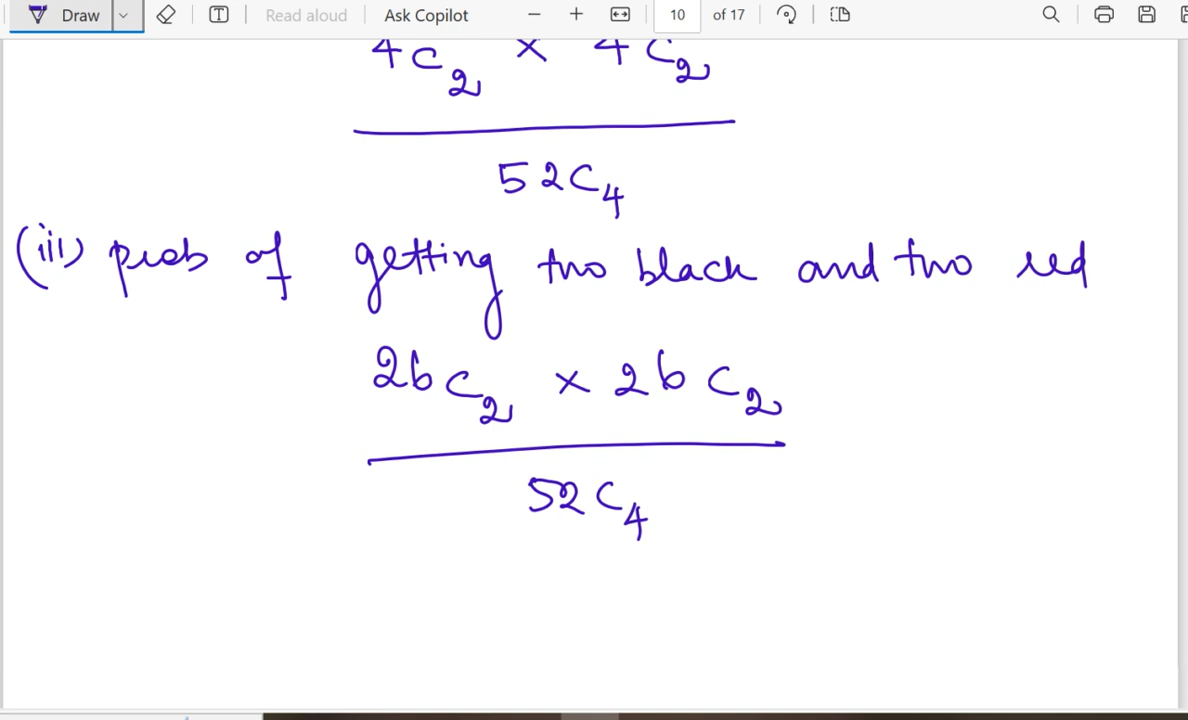 Draw Read aloud Ask Copilot 10 of 17
4C2 × 4C2
52C4
(iii) prob of getting two black and two red
26C2 × 26C2
52C4